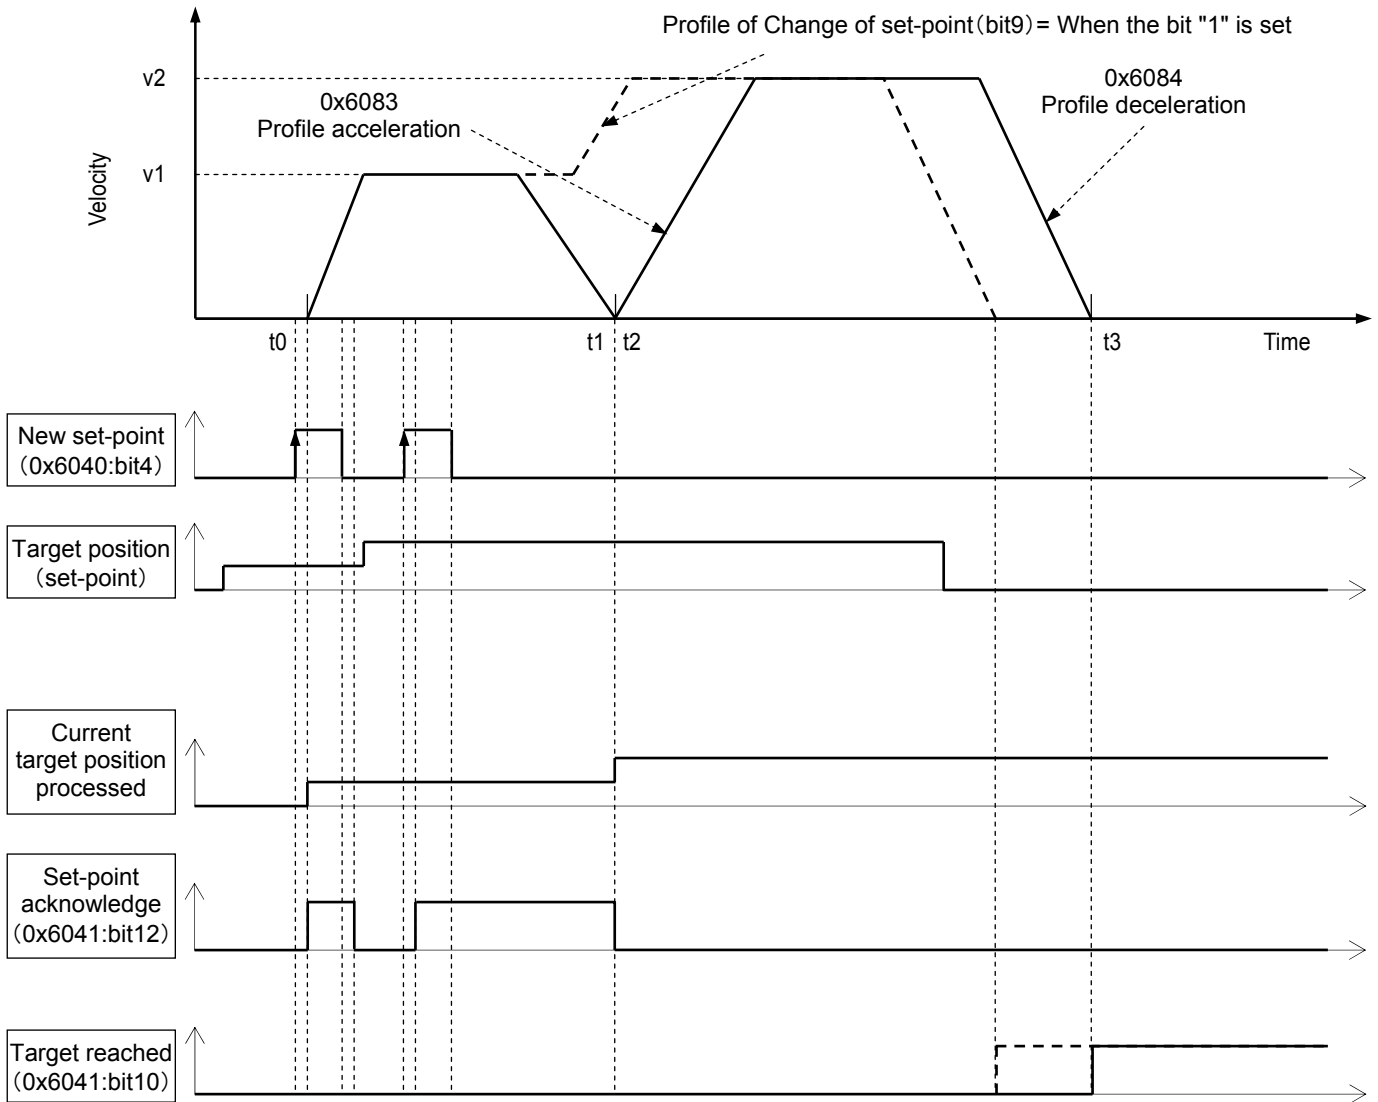 Profile of Change of set-point（bit9）= When the bit "1" is set
v2
0x6083
Profile acceleration
0x6084
Profile deceleration
v1
Velocity
t0
t1
t2
t3
Time
New set-point
（0x6040:bit4）
Target position
（set-point）
Current
target position
processed
Set-point
acknowledge
（0x6041:bit12）
Target reached
（0x6041:bit10）